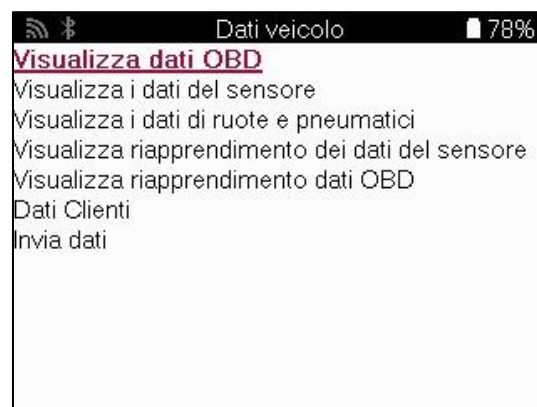 Dati veicolo 78%
Visualizza dati OBD
Visualizza i dati del sensore
Visualizza i dati di ruote e pneumatici
Visualizza riapprendimento dei dati del sensore
Visualizza riapprendimento dati OBD
Dati Clienti
Invia dati